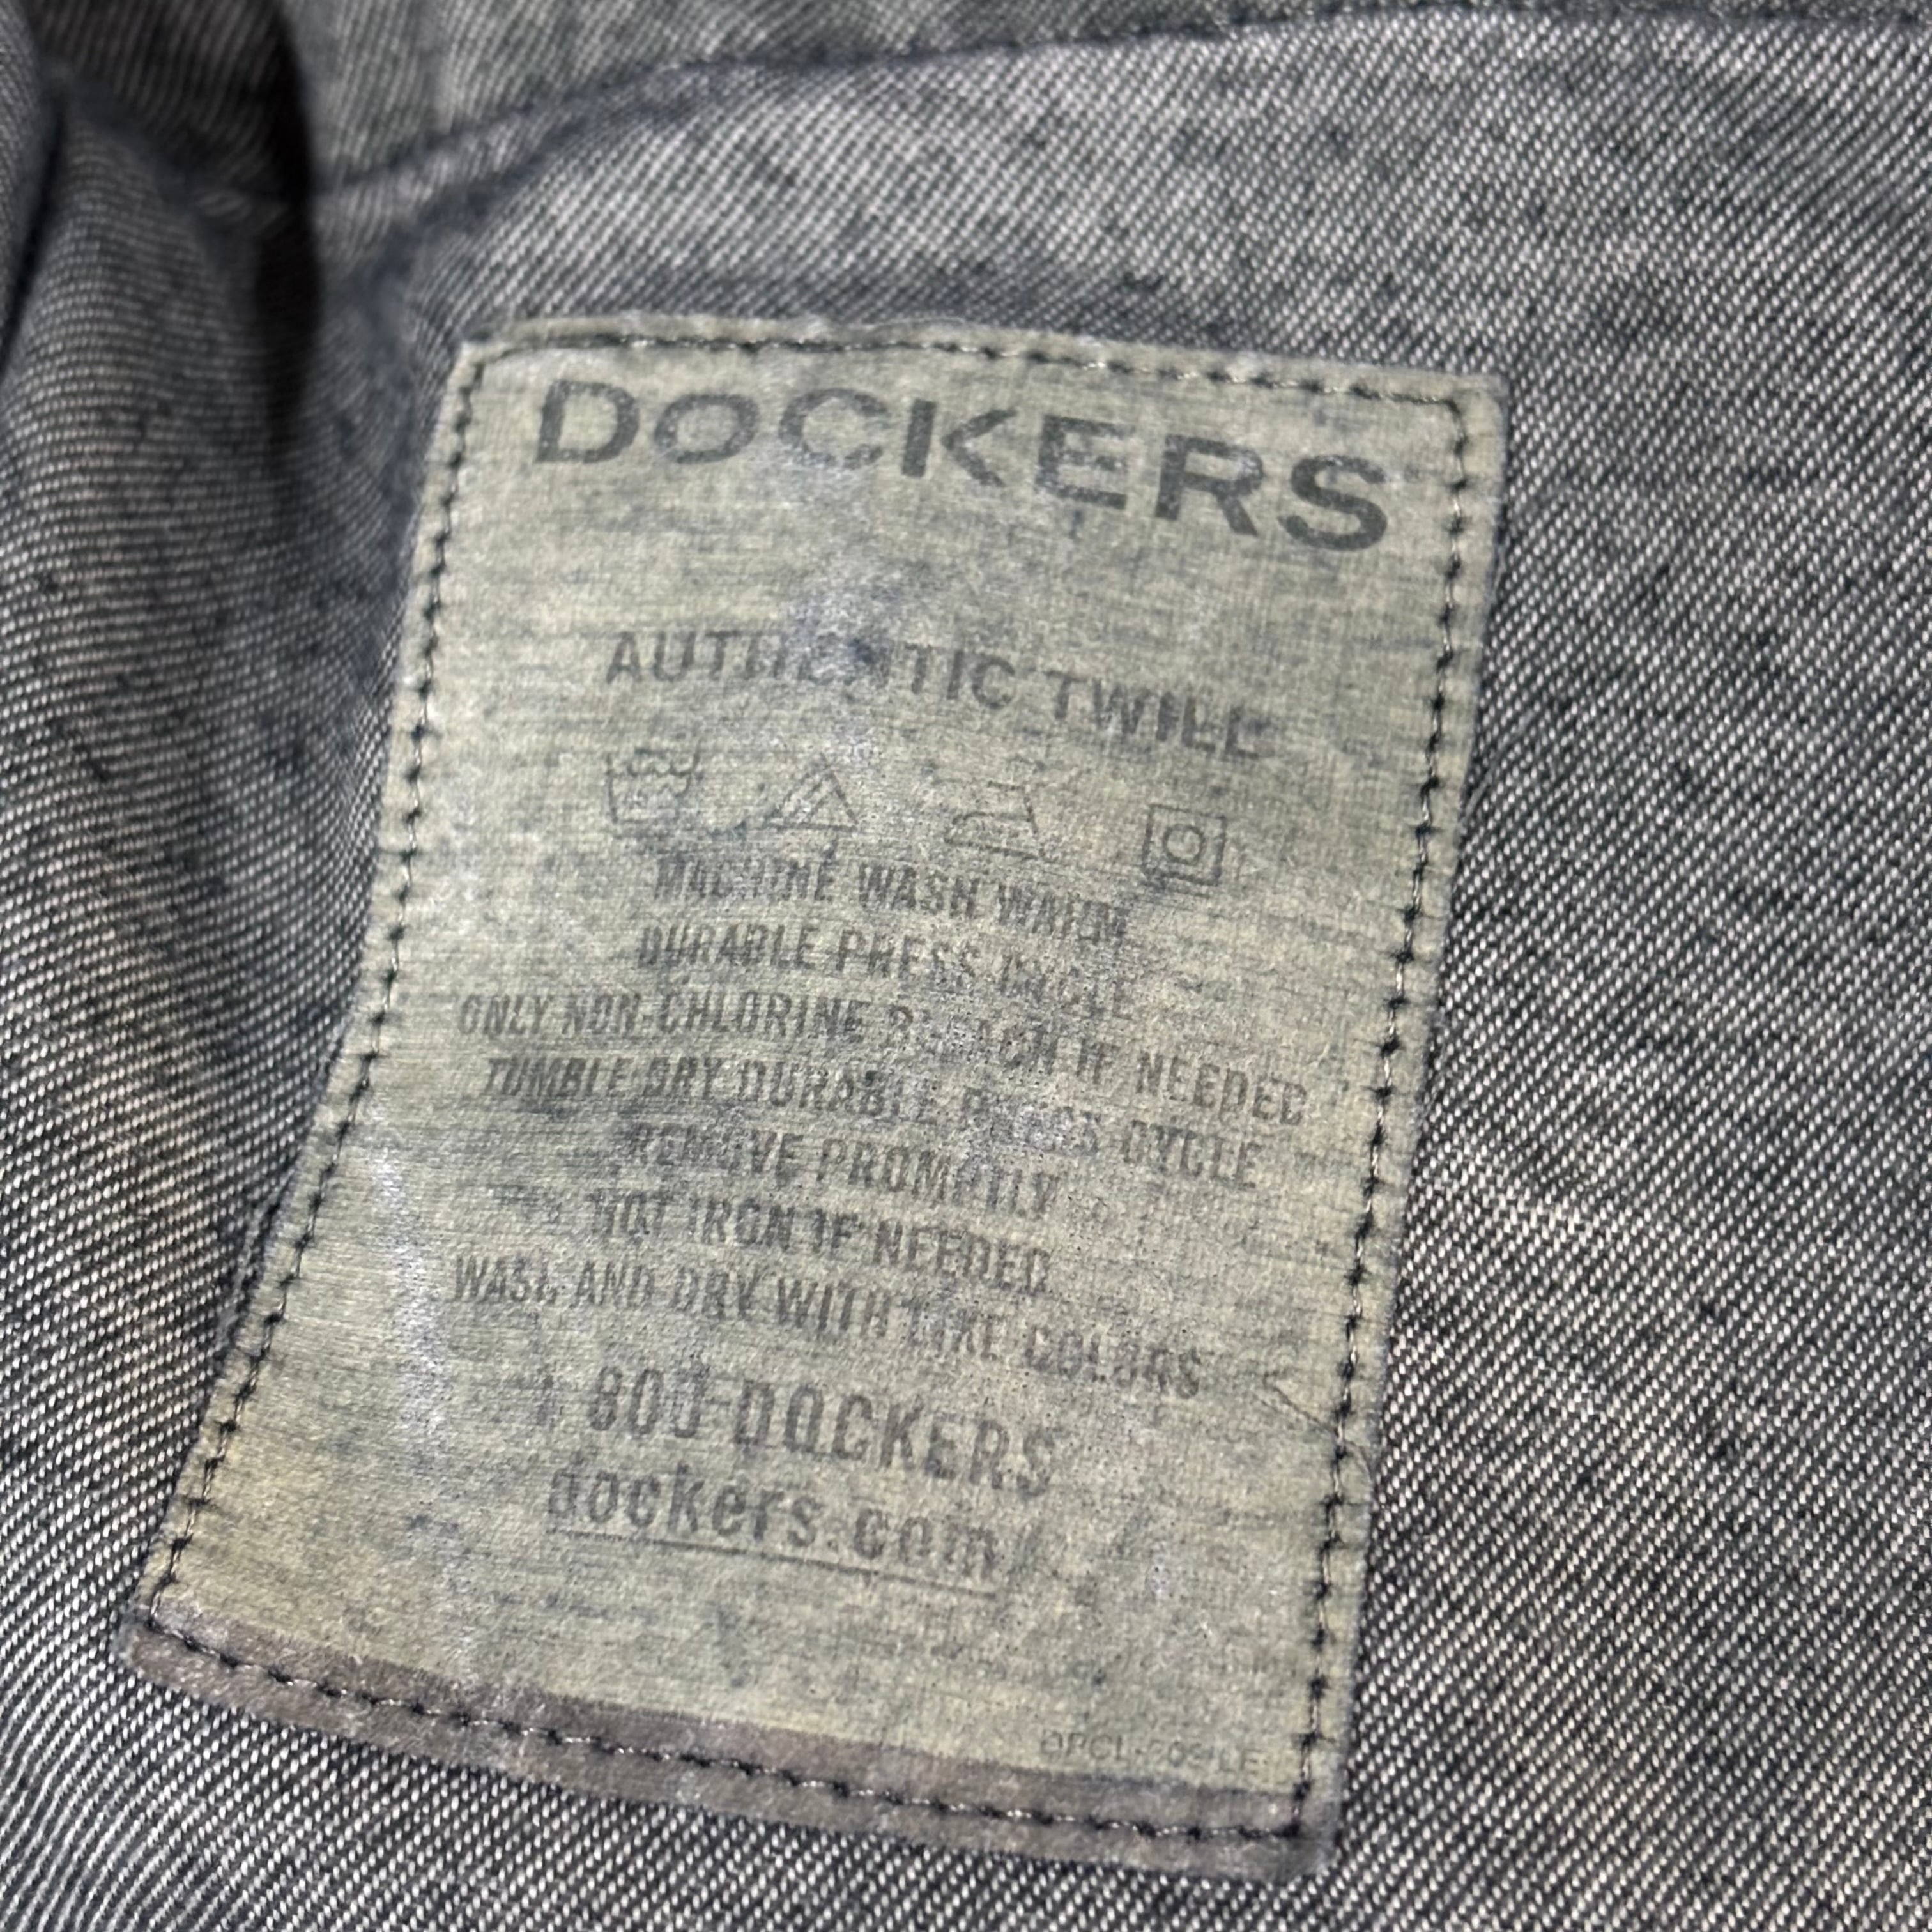 DOCKERS
AUTHENTIC TWILL
MACHINE WASH WARM
DURABLE PRESS CYCLE
ONLY NON-CHLORINE BLEACH IF NEEDED
TUMBLE DRY DURABLE PRESS CYCLE
REMOVE PROMPTLY
HOT IRON IF NEEDED
WASH AND DRY WITH LIKE COLORS
1 800-DOCKERS
dockers.com